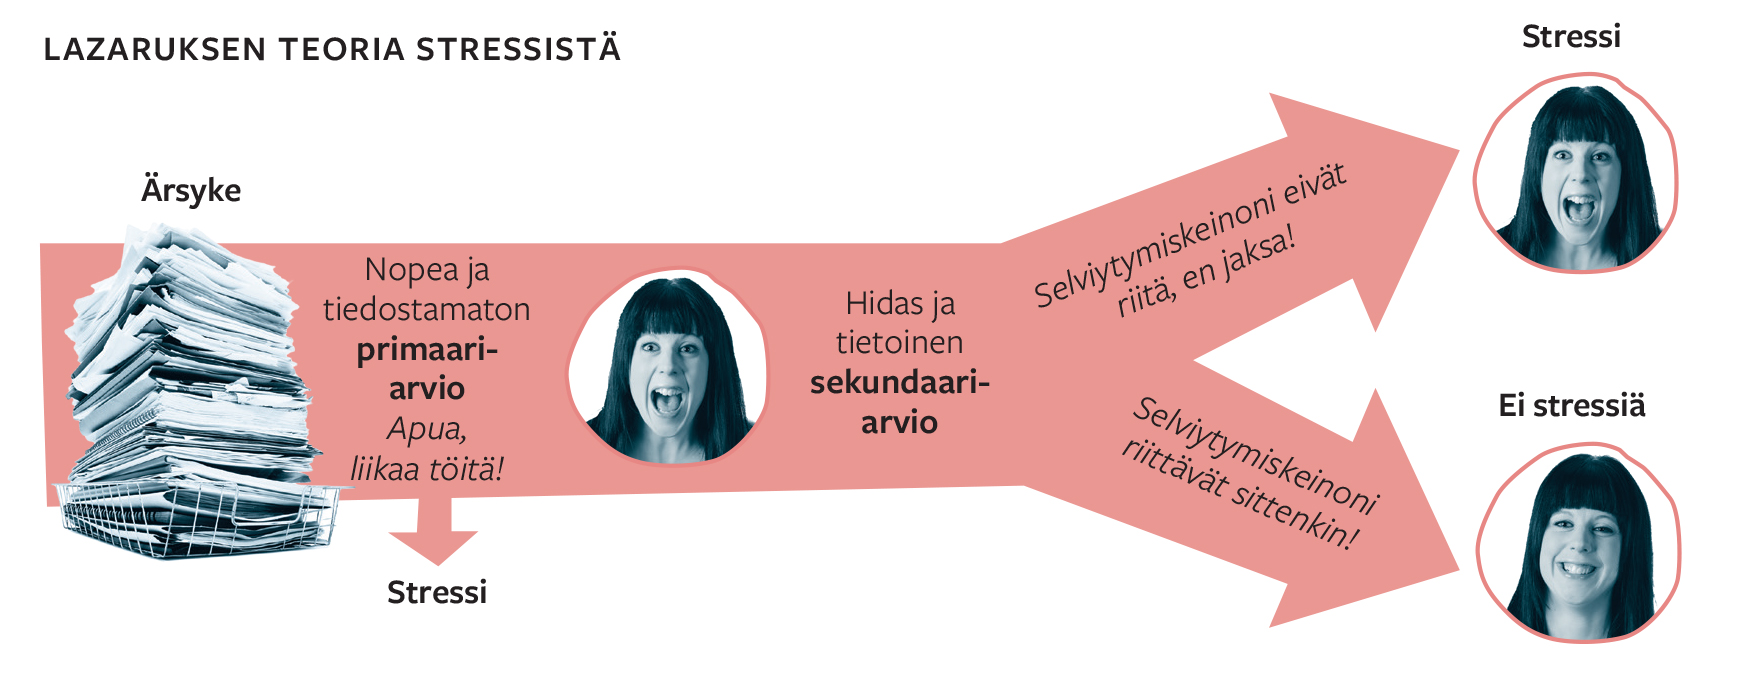 LAZARUKSEN TEORIA STRESSISTÄ
Ärsyke
Nopea ja
tiedostamaton
primaari-
arvio
Apua,
liikaa töitä!
Stressi
Hidas ja
tietoinen
sekundaari-
arvio
Selviytymiskeinoni eivät
riitä, en jaksa!
Stressi
Selviytymiskeinoni
riittävät sittenkin!
Ei stressiä